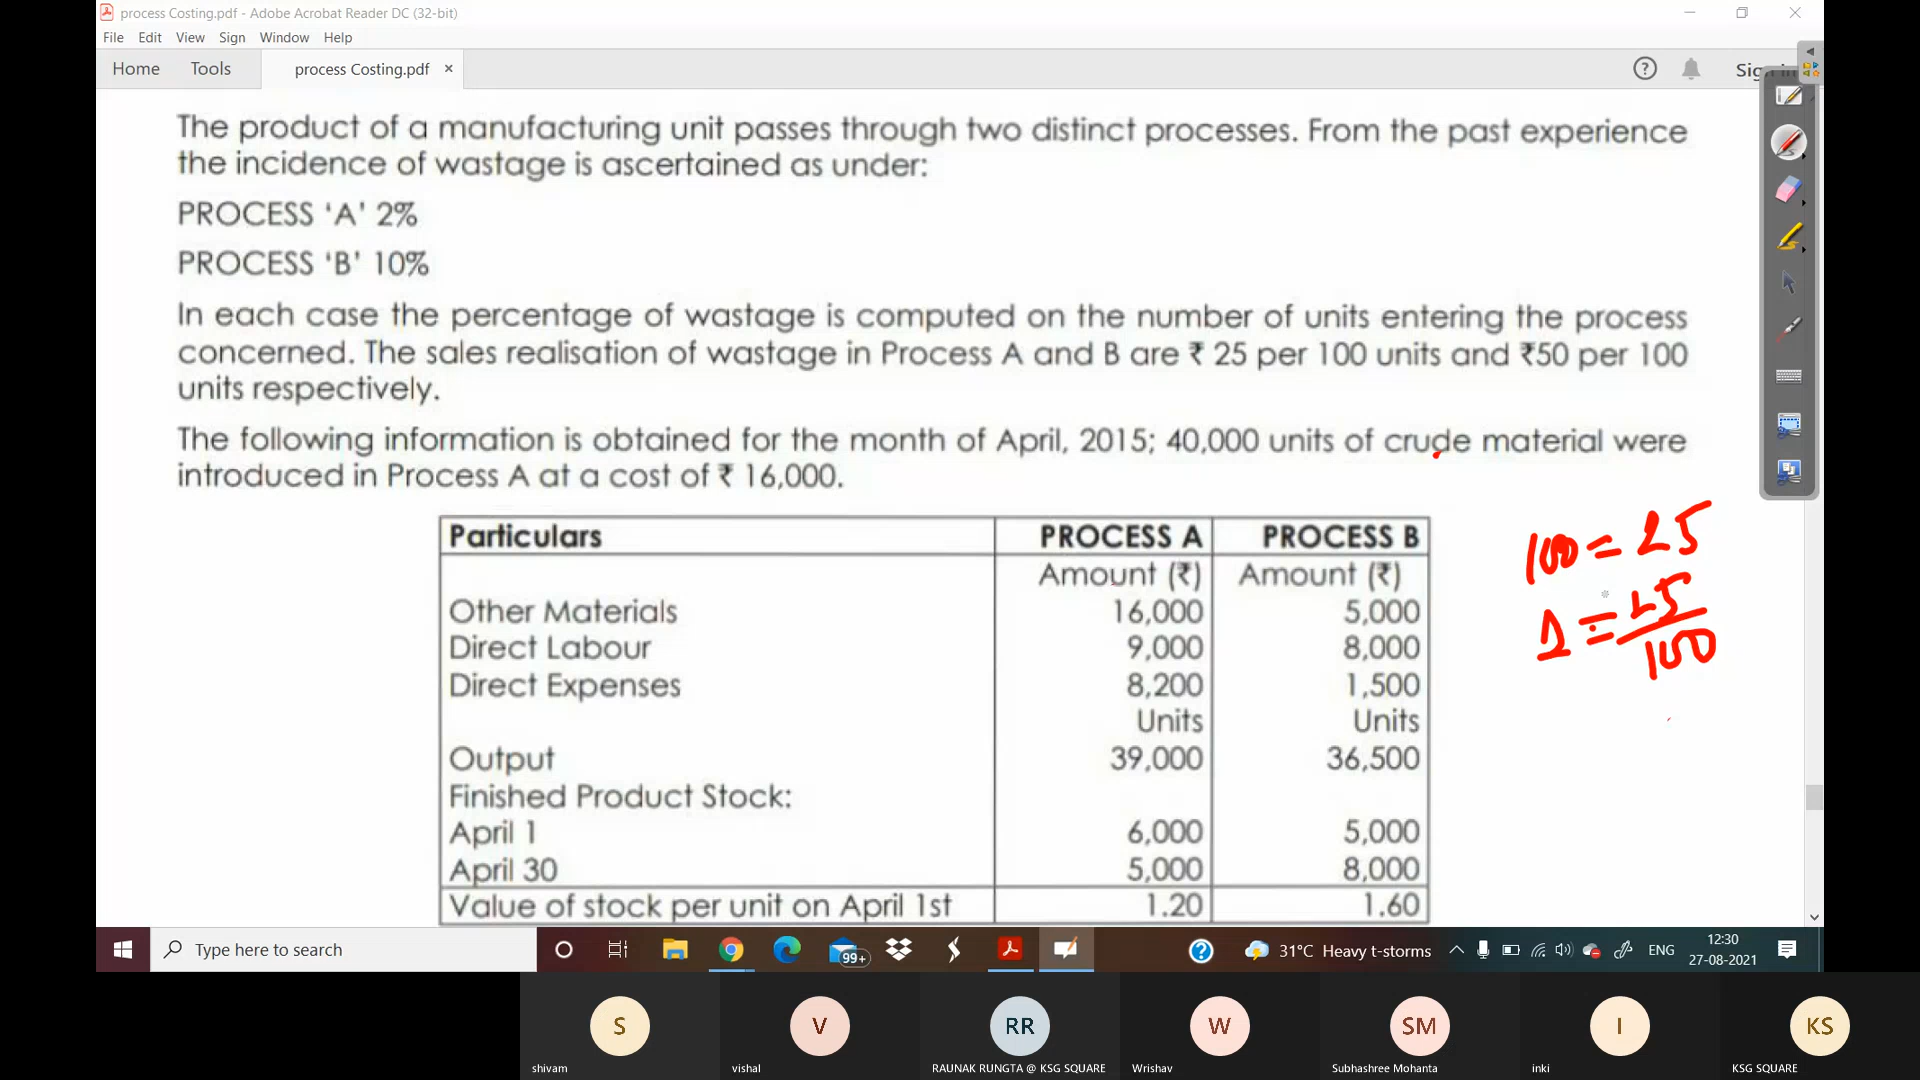 process Costing.pdf - Adobe Acrobat Reader DC (32-bit)
File Edit View Sign Window Help
Home Tools process Costing.pdf × ? Sign In
The product of a manufacturing unit passes through two distinct processes. From the past experience
the incidence of wastage is ascertained as under:
PROCESS ‘A’ 2%
PROCESS ‘B’ 10%
In each case the percentage of wastage is computed on the number of units entering the process
concerned. The sales realisation of wastage in Process A and B are ₹ 25 per 100 units and ₹50 per 100
units respectively.
The following information is obtained for the month of April, 2015; 40,000 units of crude material were
introduced in Process A at a cost of ₹ 16,000.
Particulars PROCESS A PROCESS B
Amount (₹) Amount (₹)
Other Materials 16,000 5,000
Direct Labour 9,000 8,000
Direct Expenses 8,200 1,500
Units Units
Output 39,000 36,500
Finished Product Stock:
April 1 6,000 5,000
April 30 5,000 8,000
Value of stock per unit on April 1st 1.20 1.60
100 = 25
1 = 25/100
Type here to search
99+
31°C Heavy t-storms
ENG
12:30
27-08-2021
S V RR W SM I KS
shivam vishal RAUNAK RUNGTA @ KSG SQUARE Wrishav Subhashree Mohanta inki KSG SQUARE